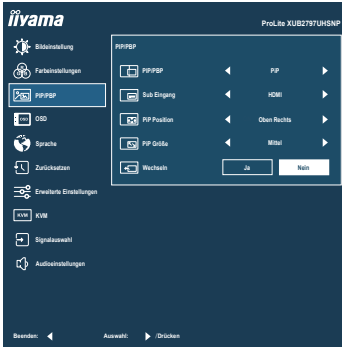 iiyama
ProLite XUB2797UHSNP
Bildeinstellung
Farbeinstellungen
PIP/PBP
OSD
OSD
Sprache
Zurücksetzen
Erweiterte Einstellungen
KVM
KVM
Signalauswahl
Audioeinstellungen
PIP/PBP
PIP/PBP
PiP
Sub Eingang
HDMI
PiP Position
Oben Rechts
PiP Größe
Mittel
Wechseln
Ja
Nein
Beenden:
Auswahl:
/Drücken